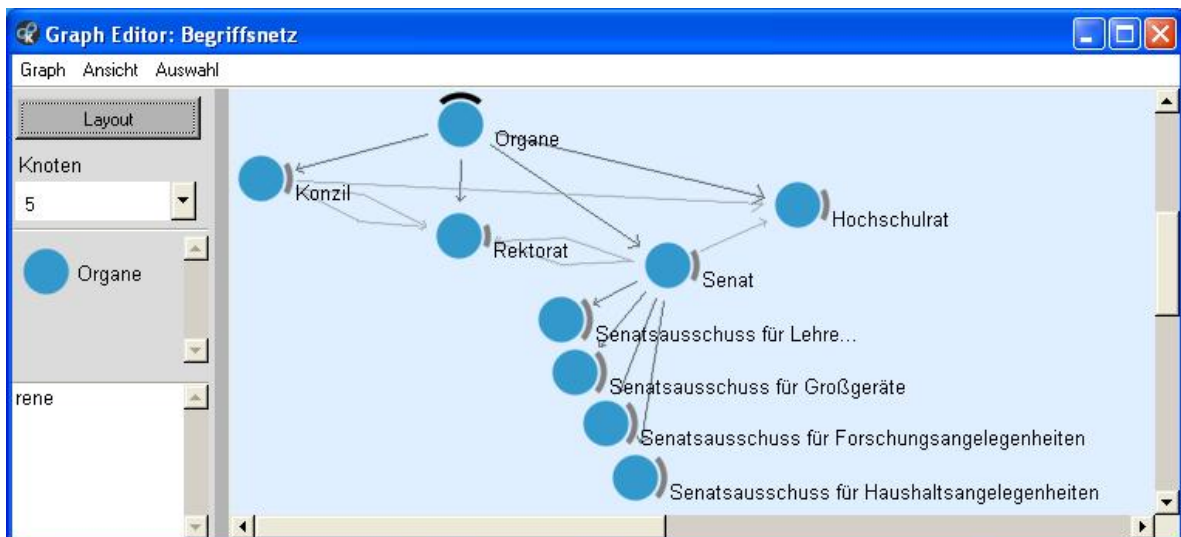 Graph Editor: Begriffsnetz
Graph Ansicht Auswahl
Layout
Knoten
5
Organe
rene
Organe
Konzil
Hochschulrat
Rektorat
Senat
Senatsausschuss für Lehre...
Senatsausschuss für Großgeräte
Senatsausschuss für Forschungsangelegenheiten
Senatsausschuss für Haushaltsangelegenheiten